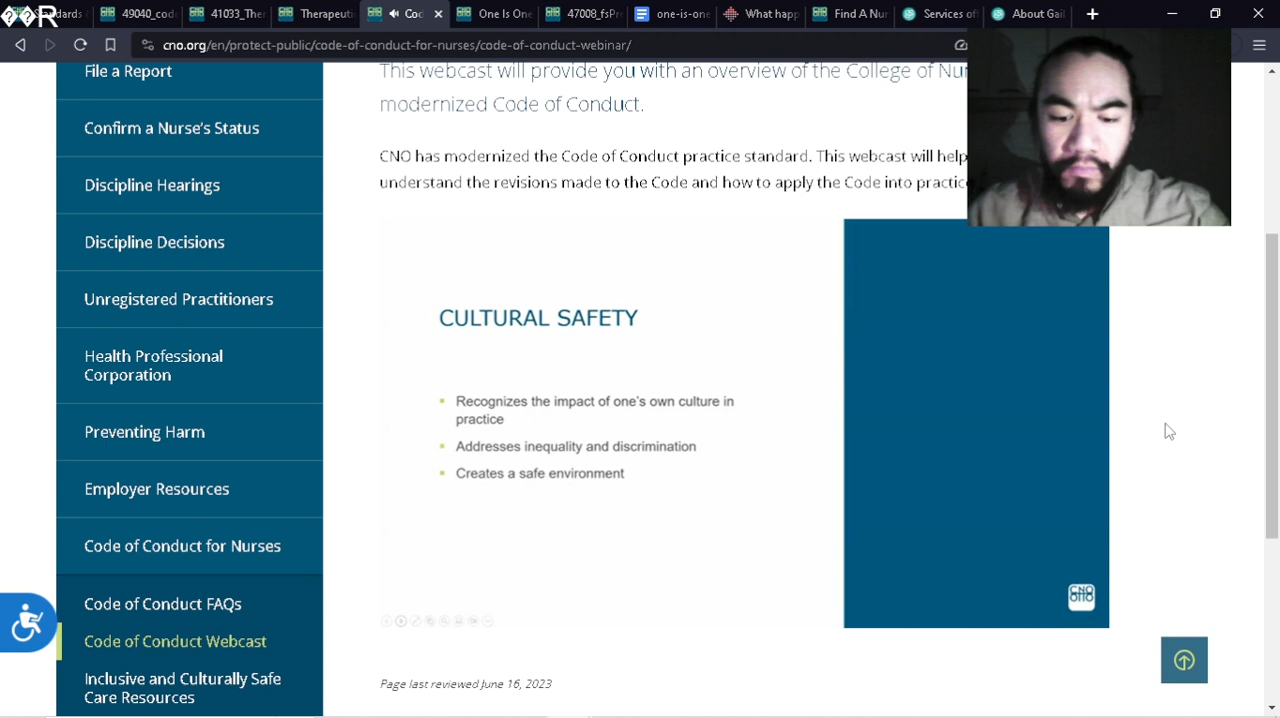 Standards
49040_cod
41033_The
Therapeuti
Cod
One Is One
47008_fsPr
one-is-one
What happ
Find A Nur
Services of
About Gail
��R
cno.org/en/protect-public/code-of-conduct-for-nurses/code-of-conduct-webinar/
File a Report
Confirm a Nurse's Status
Discipline Hearings
Discipline Decisions
Unregistered Practitioners
Health Professional
Corporation
Preventing Harm
Employer Resources
Code of Conduct for Nurses
Code of Conduct FAQs
Code of Conduct Webcast
Inclusive and Culturally Safe
Care Resources
This webcast will provide you with an overview of the College of Nu
modernized Code of Conduct.
CNO has modernized the Code of Conduct practice standard. This webcast will help
understand the revisions made to the Code and how to apply the Code into practic
CULTURAL SAFETY
Recognizes the impact of one's own culture in
practice
Addresses inequality and discrimination
Creates a safe environment
CNO
OIIO
Page last reviewed June 16, 2023